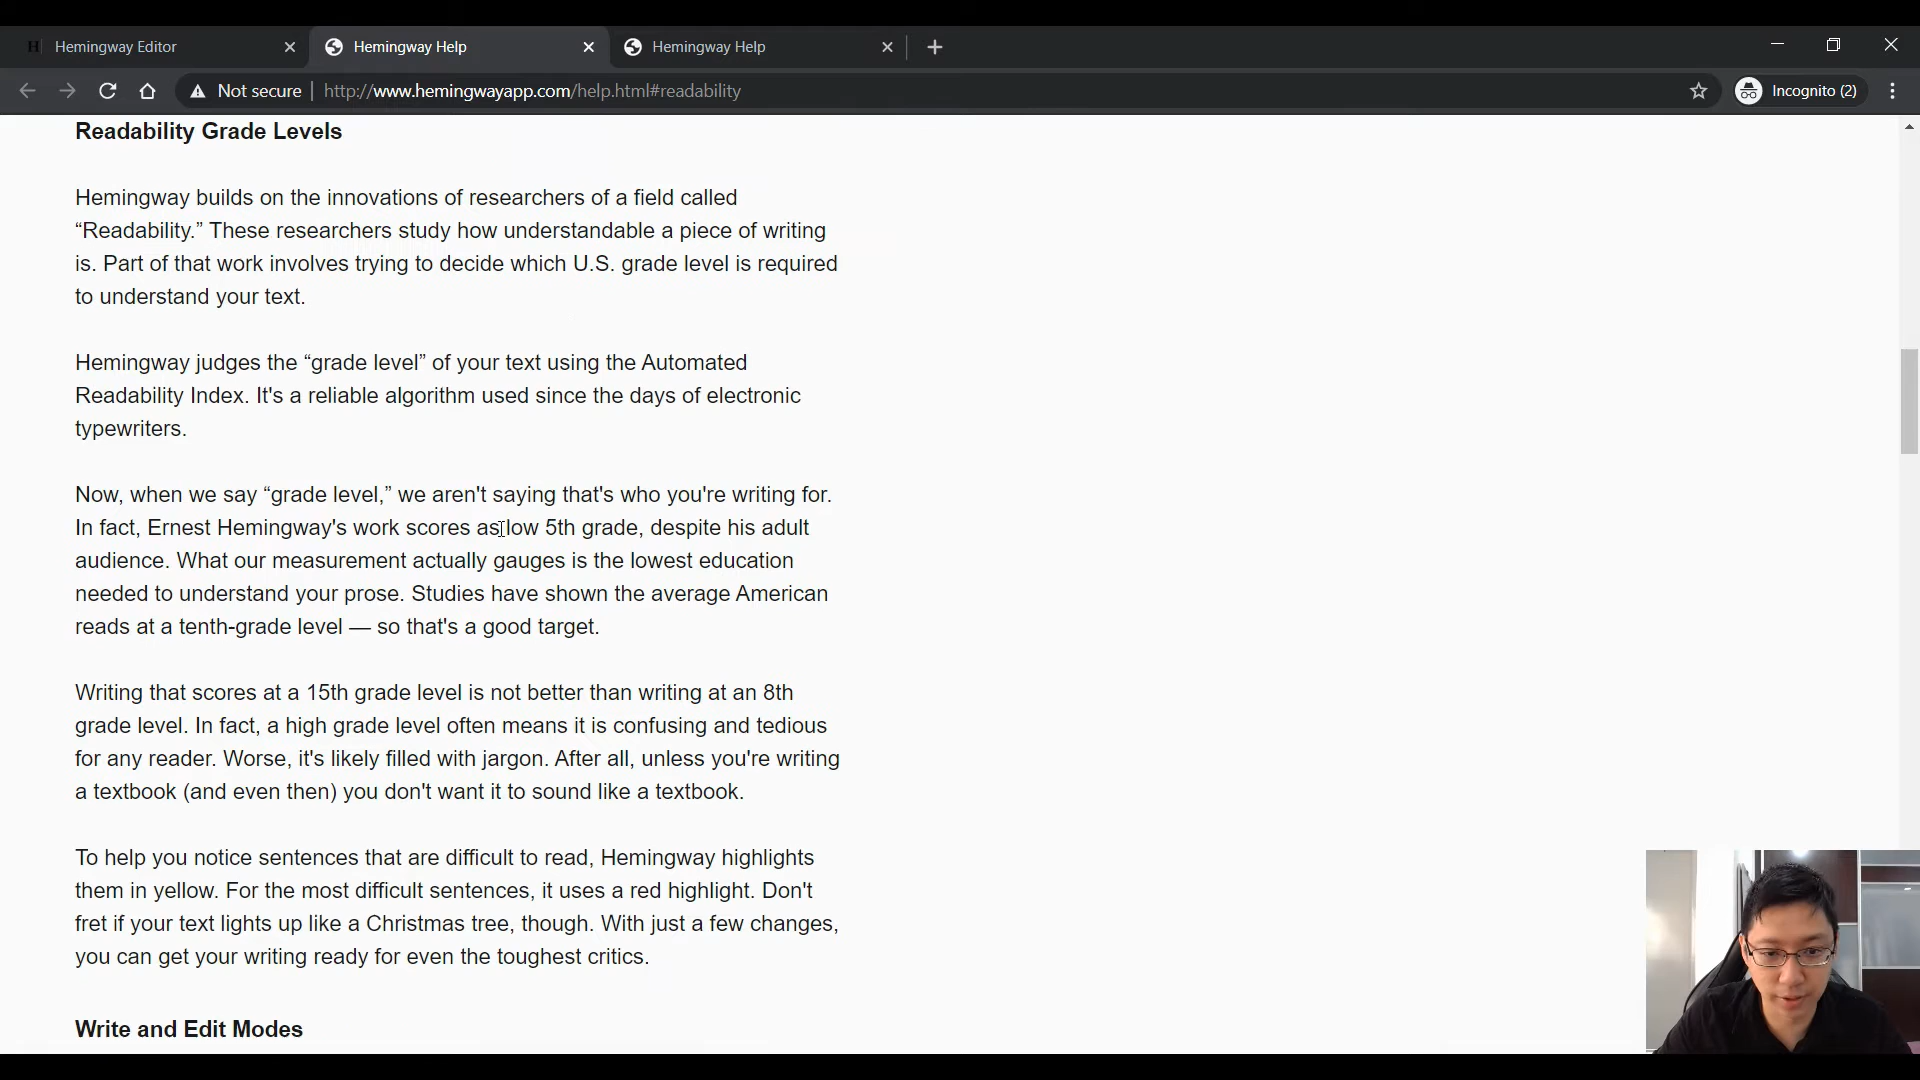 H Hemingway Editor
Hemingway Help
Hemingway Help
Not secure
http://www.hemingwayapp.com/help.html#readability
Incognito (2)
Readability Grade Levels
Hemingway builds on the innovations of researchers of a field called
“Readability.” These researchers study how understandable a piece of writing
is. Part of that work involves trying to decide which U.S. grade level is required
to understand your text.
Hemingway judges the “grade level” of your text using the Automated
Readability Index. It's a reliable algorithm used since the days of electronic
typewriters.
Now, when we say “grade level,” we aren't saying that's who you're writing for.
In fact, Ernest Hemingway's work scores as low 5th grade, despite his adult
audience. What our measurement actually gauges is the lowest education
needed to understand your prose. Studies have shown the average American
reads at a tenth-grade level — so that's a good target.
Writing that scores at a 15th grade level is not better than writing at an 8th
grade level. In fact, a high grade level often means it is confusing and tedious
for any reader. Worse, it's likely filled with jargon. After all, unless you're writing
a textbook (and even then) you don't want it to sound like a textbook.
To help you notice sentences that are difficult to read, Hemingway highlights
them in yellow. For the most difficult sentences, it uses a red highlight. Don't
fret if your text lights up like a Christmas tree, though. With just a few changes,
you can get your writing ready for even the toughest critics.
Write and Edit Modes